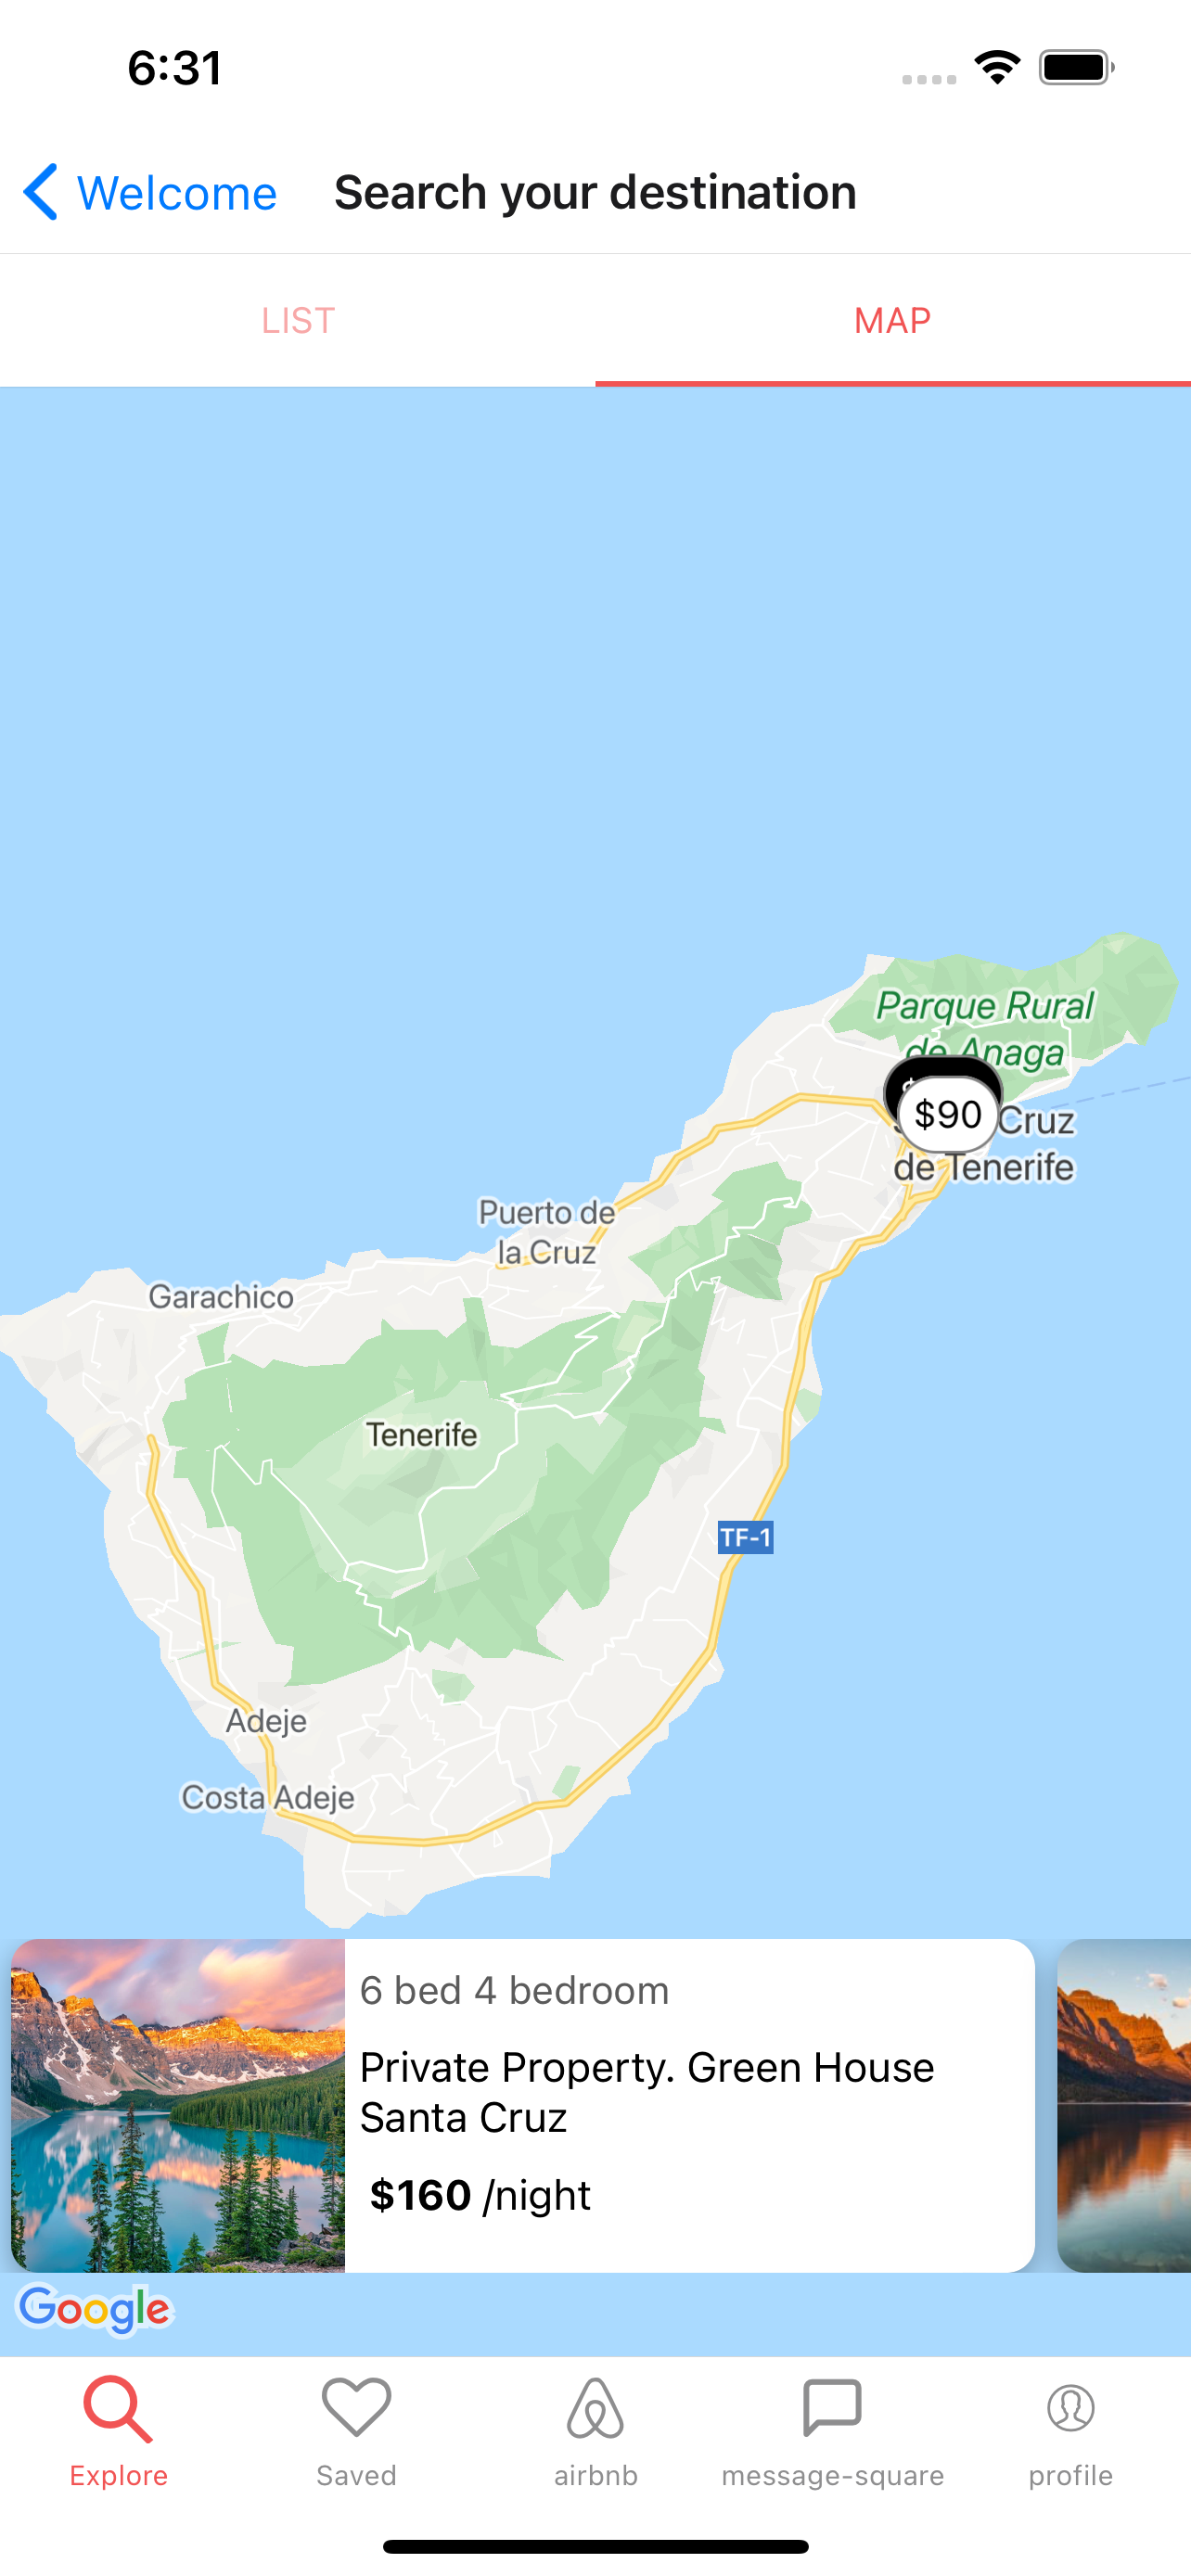 6:31
Welcome
Search your destination
LIST
MAP
Parque Rural
de Anaga
$90
Cruz
de Tenerife
Puerto de
la Cruz
Garachico
Tenerife
TF-1
Adeje
Costa Adeje
6 bed 4 bedroom
Private Property. Green House
Santa Cruz
$160 /night
Google
Explore
Saved
airbnb
message-square
profile